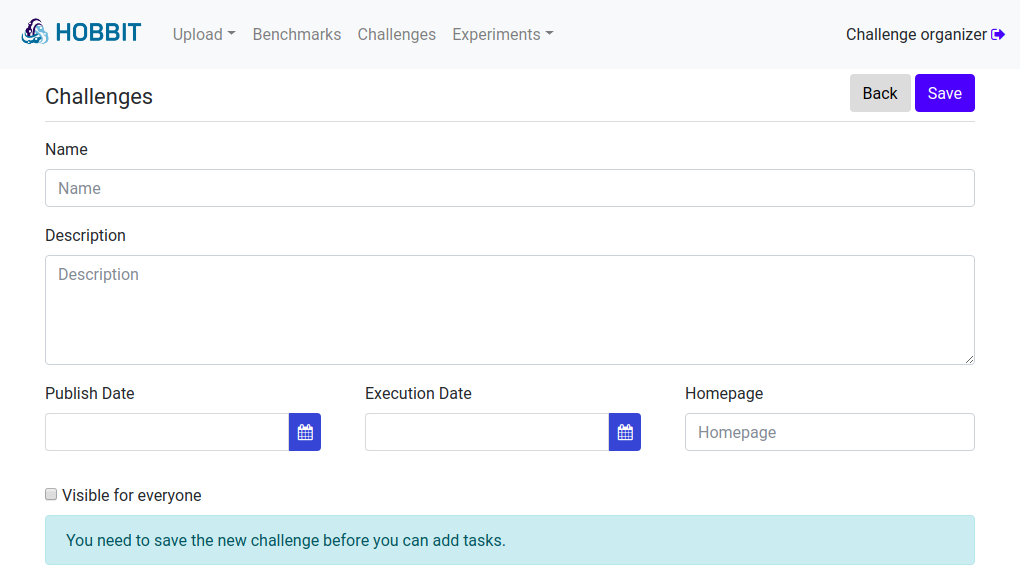 HOBBIT Upload Benchmarks Challenges Experiments Challenge organizer
Challenges Back Save
Name
Name
Description
Description
Publish Date Execution Date Homepage
Homepage
Visible for everyone
You need to save the new challenge before you can add tasks.